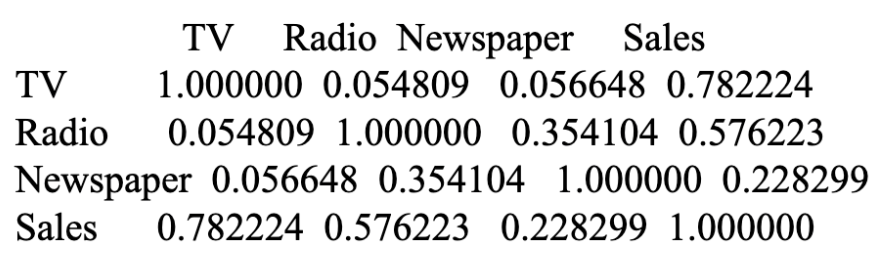 TV Radio Newspaper Sales
TV 1.000000 0.054809 0.056648 0.782224
Radio 0.054809 1.000000 0.354104 0.576223
Newspaper 0.056648 0.354104 1.000000 0.228299
Sales 0.782224 0.576223 0.228299 1.000000